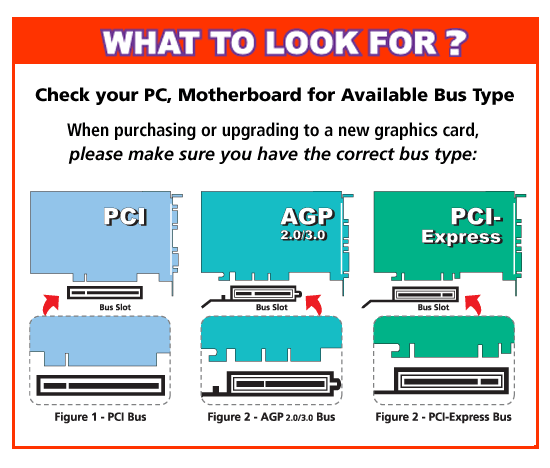 WHAT TO LOOK FOR ?
Check your PC, Motherboard for Available Bus Type
When purchasing or upgrading to a new graphics card,
please make sure you have the correct bus type:
PCI
AGP
2.0/3.0
PCI-
Express
Bus Slot
Bus Slot
Bus Slot
Figure 1 - PCI Bus
Figure 2 - AGP 2.0/3.0 Bus
Figure 2 - PCI-Express Bus